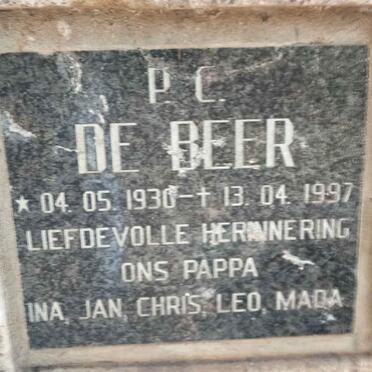 P. C.
DE BEER
* 04. 05. 1930 - † 13. 04. 1997
LIEFDEVOLLE HERINNERING
ONS PAPPA
INA, JAN, CHRIS, LEO, MADA